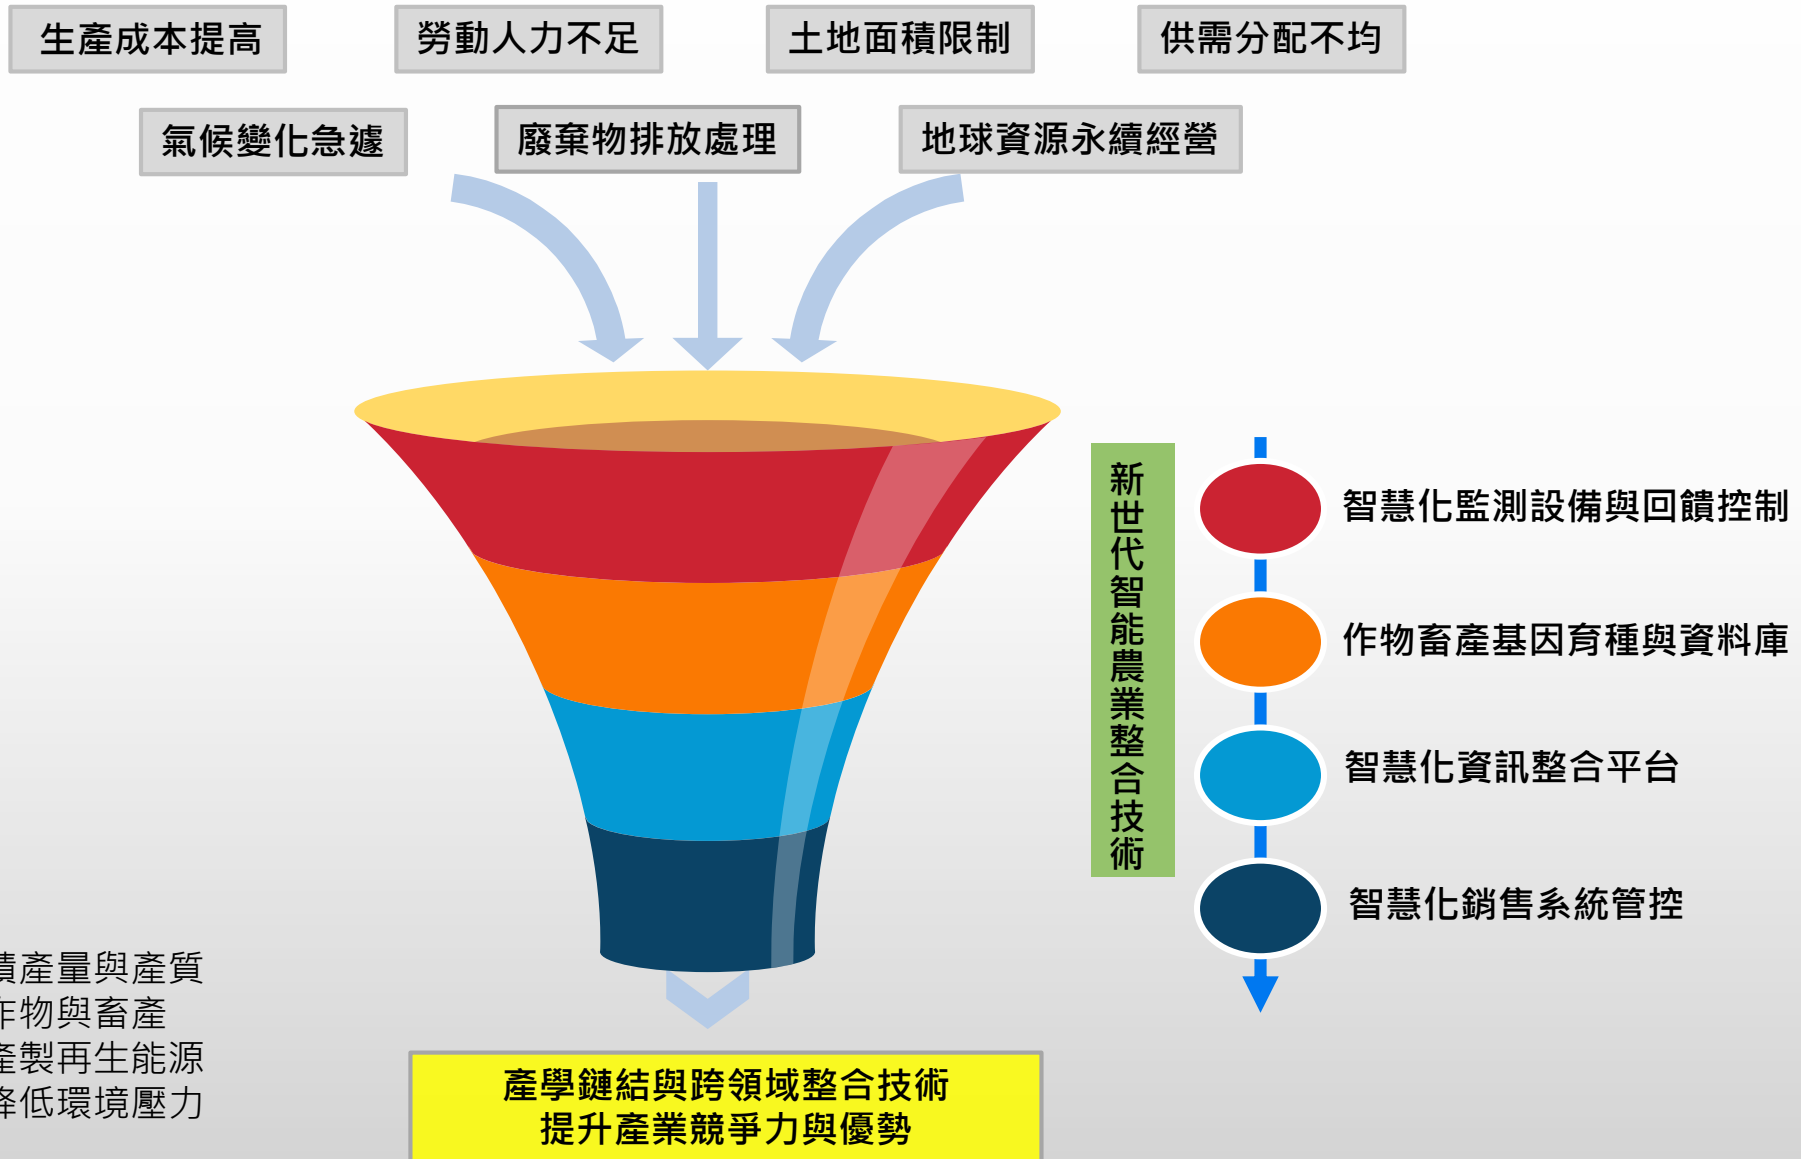 生產成本提高
勞動人力不足
土地面積限制
供需分配不均
氣候變化急遽
廢棄物排放處理
地球資源永續經營
新世代智能農業整合技術
智慧化監測設備與回饋控制
作物畜產基因育種與資料庫
智慧化資訊整合平台
智慧化銷售系統管控
產量與產質
物與畜產
產製再生能源
降低環境壓力
產學鏈結與跨領域整合技術
提升產業競爭力與優勢